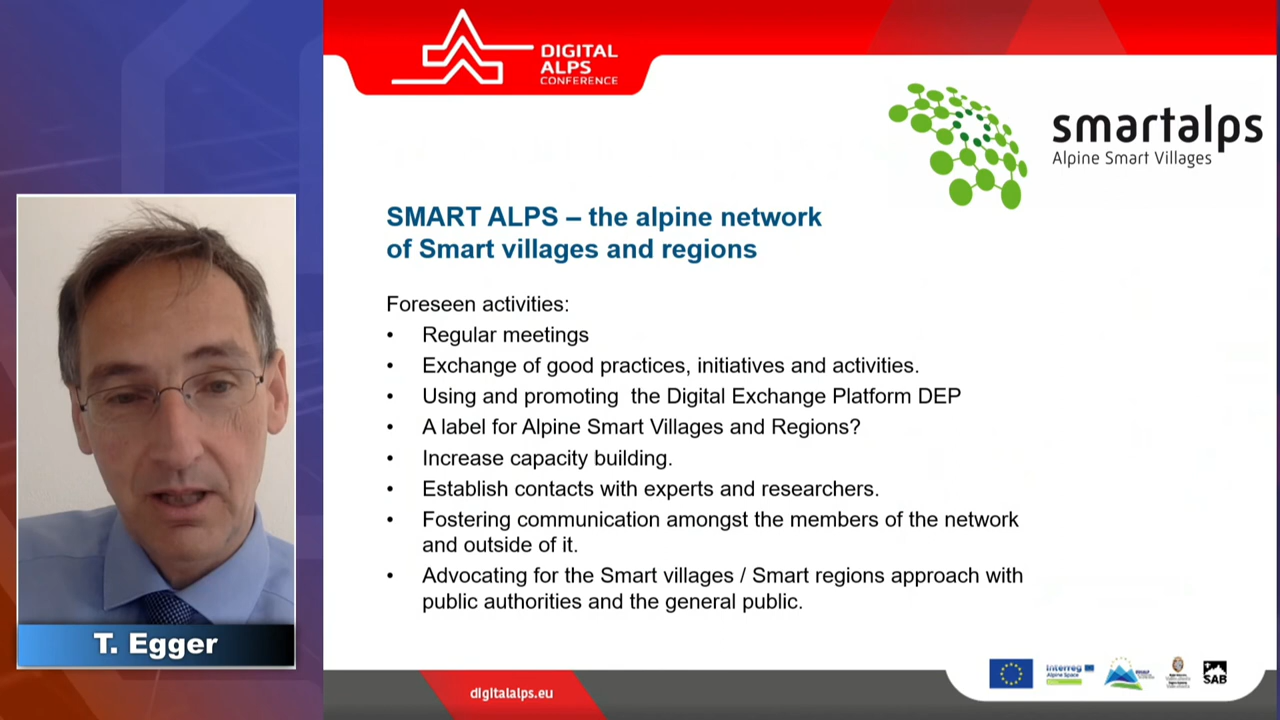 DIGITAL
ALPS
CONFERENCE
smartalps
Alpine Smart Villages
SMART ALPS – the alpine network
of Smart villages and regions
Foreseen activities:
• Regular meetings
• Exchange of good practices, initiatives and activities.
• Using and promoting the Digital Exchange Platform DEP
• A label for Alpine Smart Villages and Regions?
• Increase capacity building.
• Establish contacts with experts and researchers.
• Fostering communication amongst the members of the network
and outside of it.
• Advocating for the Smart villages / Smart regions approach with
public authorities and the general public.
T. Egger
digitalalps.eu
Interreg
Alpine Space
SAB